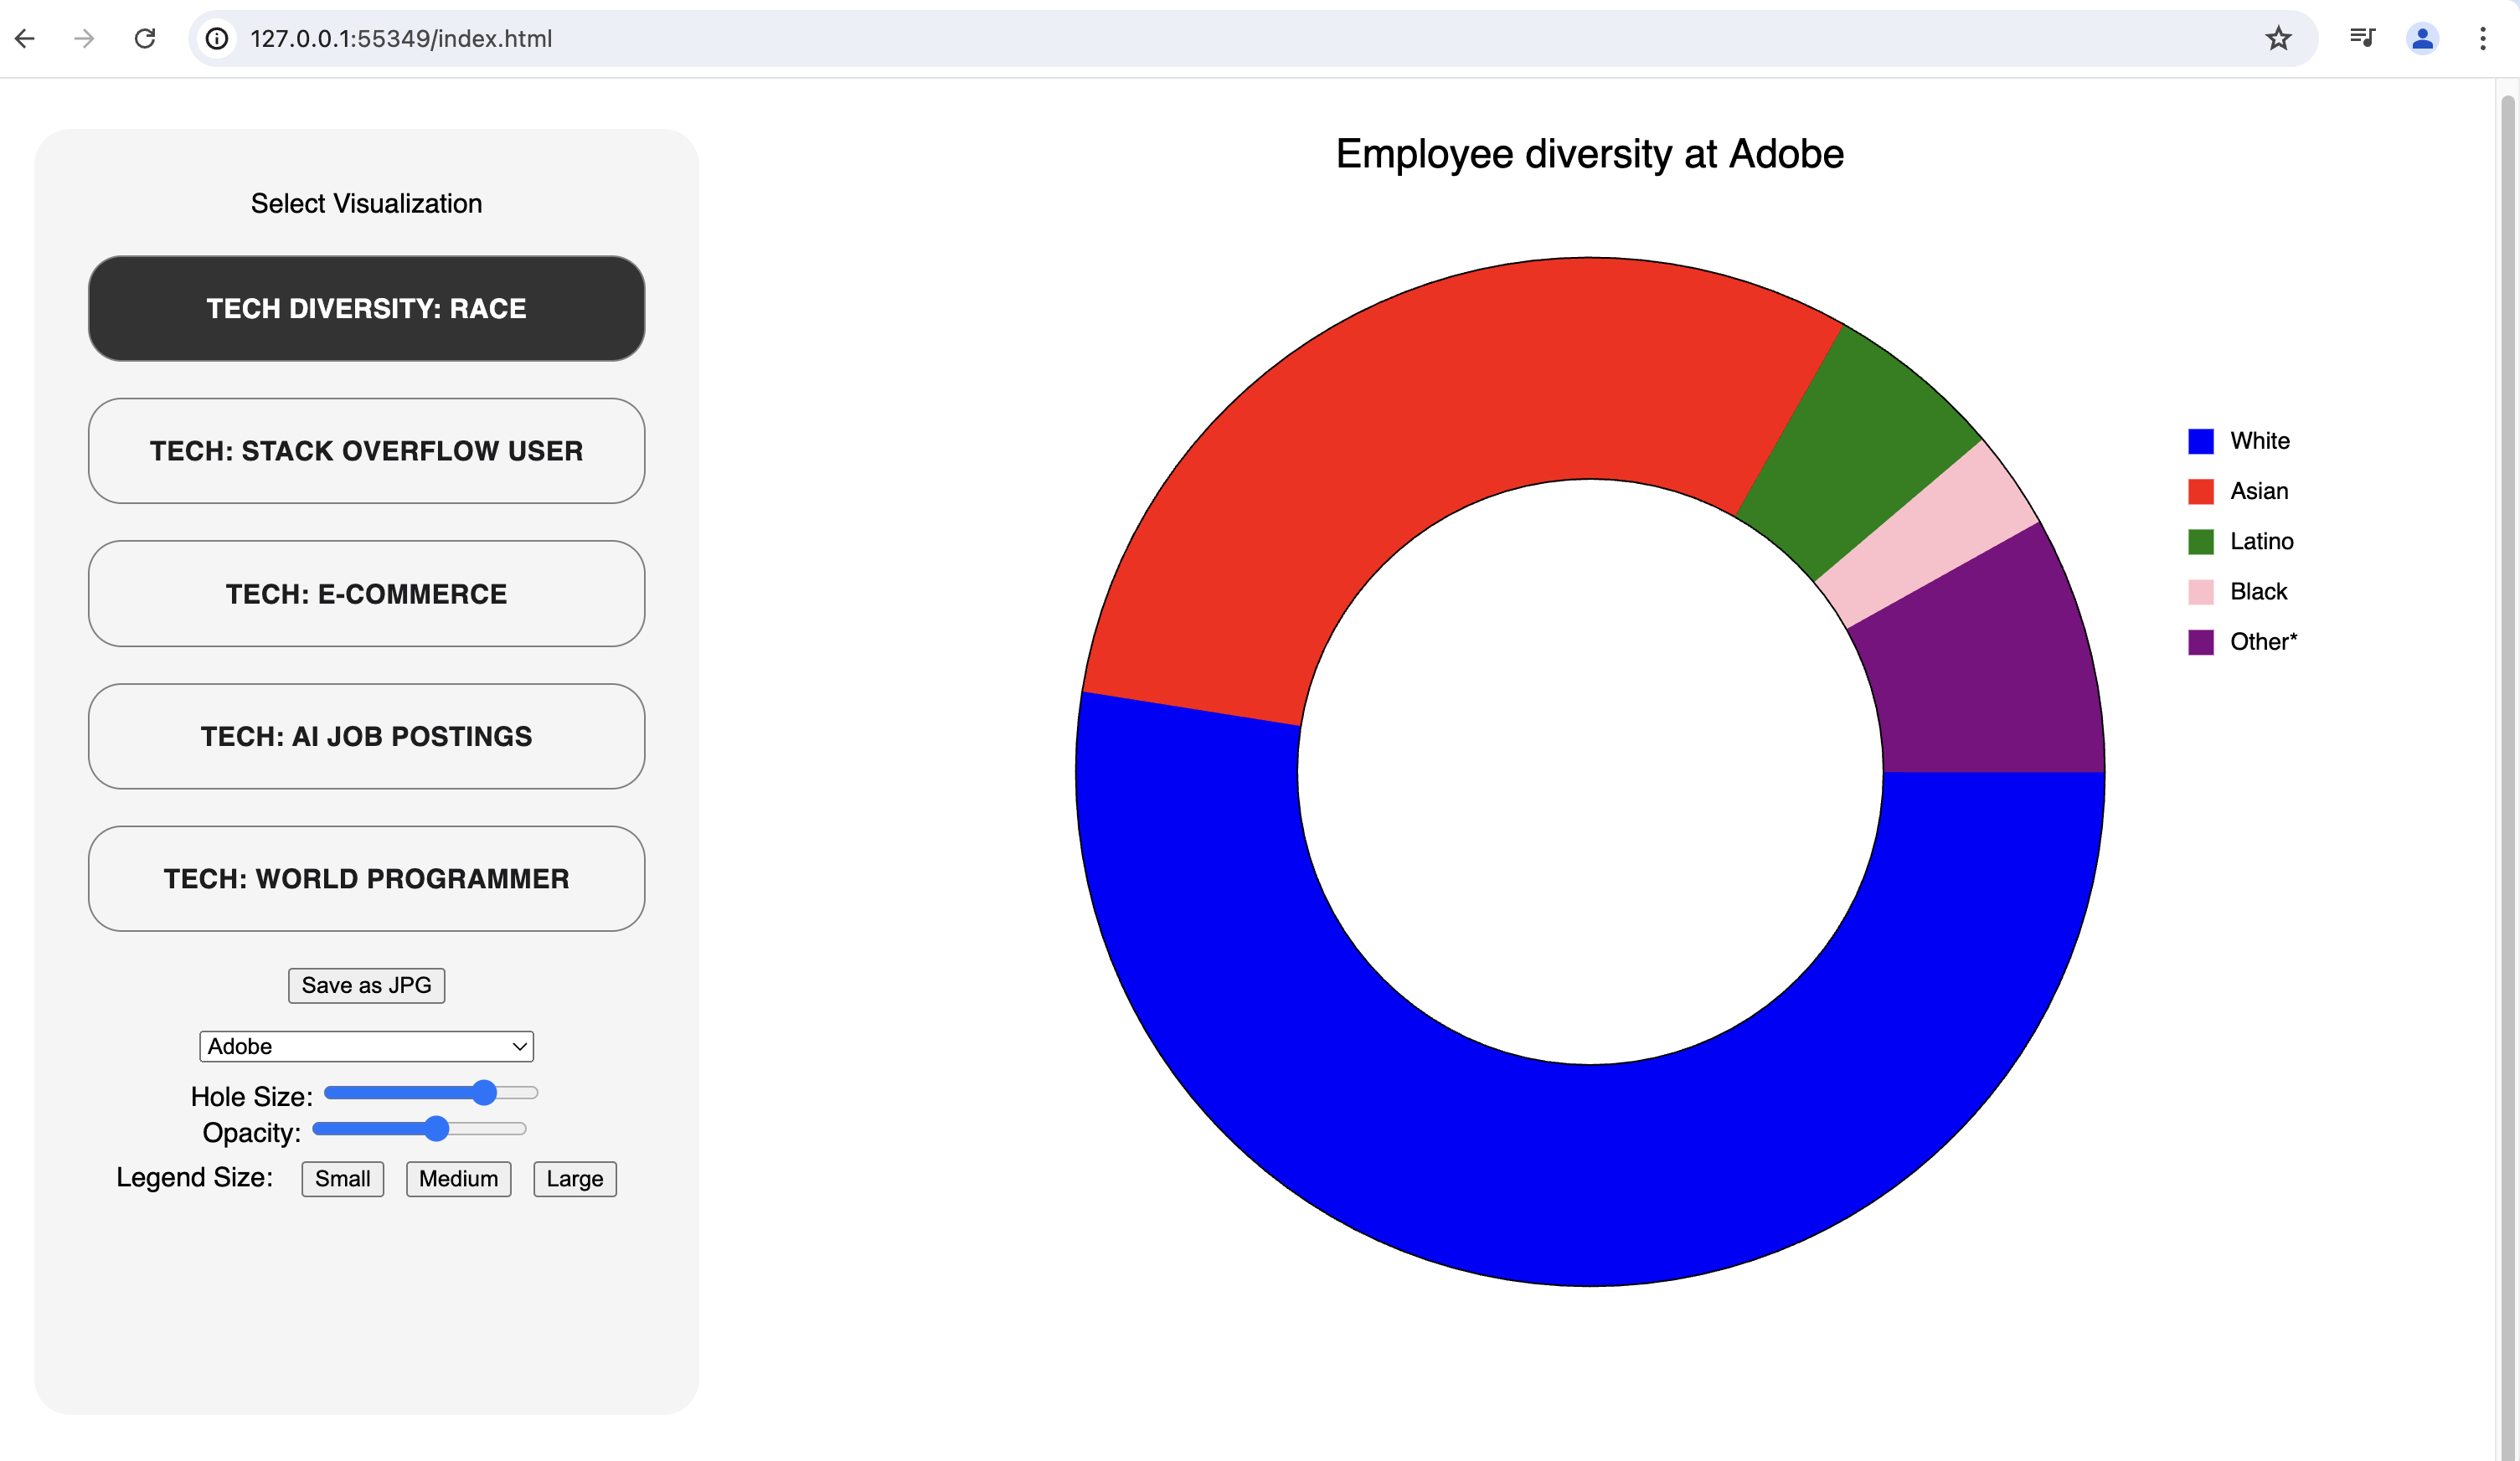 127.0.0.1:55349/index.html
Select Visualization
TECH DIVERSITY: RACE
TECH: STACK OVERFLOW USER
TECH: E-COMMERCE
TECH: AI JOB POSTINGS
TECH: WORLD PROGRAMMER
Save as JPG
Adobe
Hole Size:
Opacity:
Legend Size: Small Medium Large
Employee diversity at Adobe
White
Asian
Latino
Black
Other*